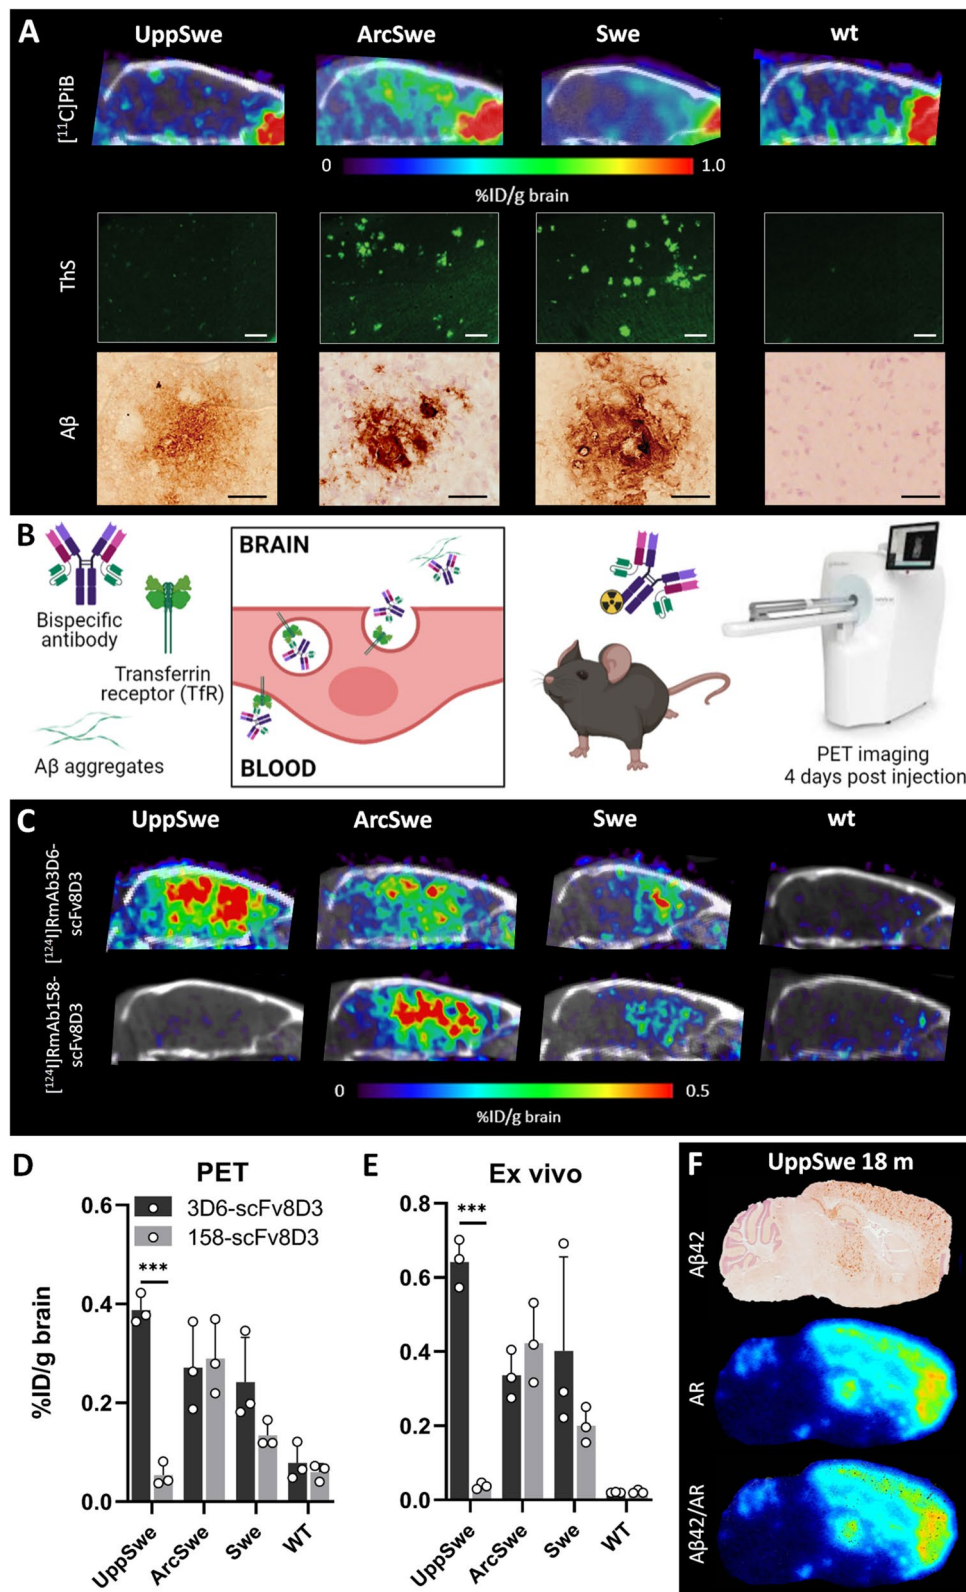 A
UppSwe
ArcSwe
Swe
wt
[¹¹C]PiB
0
1.0
%ID/g brain
ThS
Aβ
B
Bispecific
antibody
Transferrin
receptor (TfR)
Aβ aggregates
BRAIN
BLOOD
PET imaging
4 days post injection
C
UppSwe
ArcSwe
Swe
wt
[¹²⁴I]RmAb3D6-
scFv8D3
[¹²⁴I]RmAb158-
scFv8D3
0
0.5
%ID/g brain
D
PET
%ID/g brain
0.6
0.4
0.2
0.0
3D6-scFv8D3
158-scFv8D3
***
UppSwe
ArcSwe
Swe
WT
E
Ex vivo
0.8
0.6
0.4
0.2
0.0
***
UppSwe
ArcSwe
Swe
WT
F
UppSwe 18 m
Aβ42
AR
Aβ42/AR